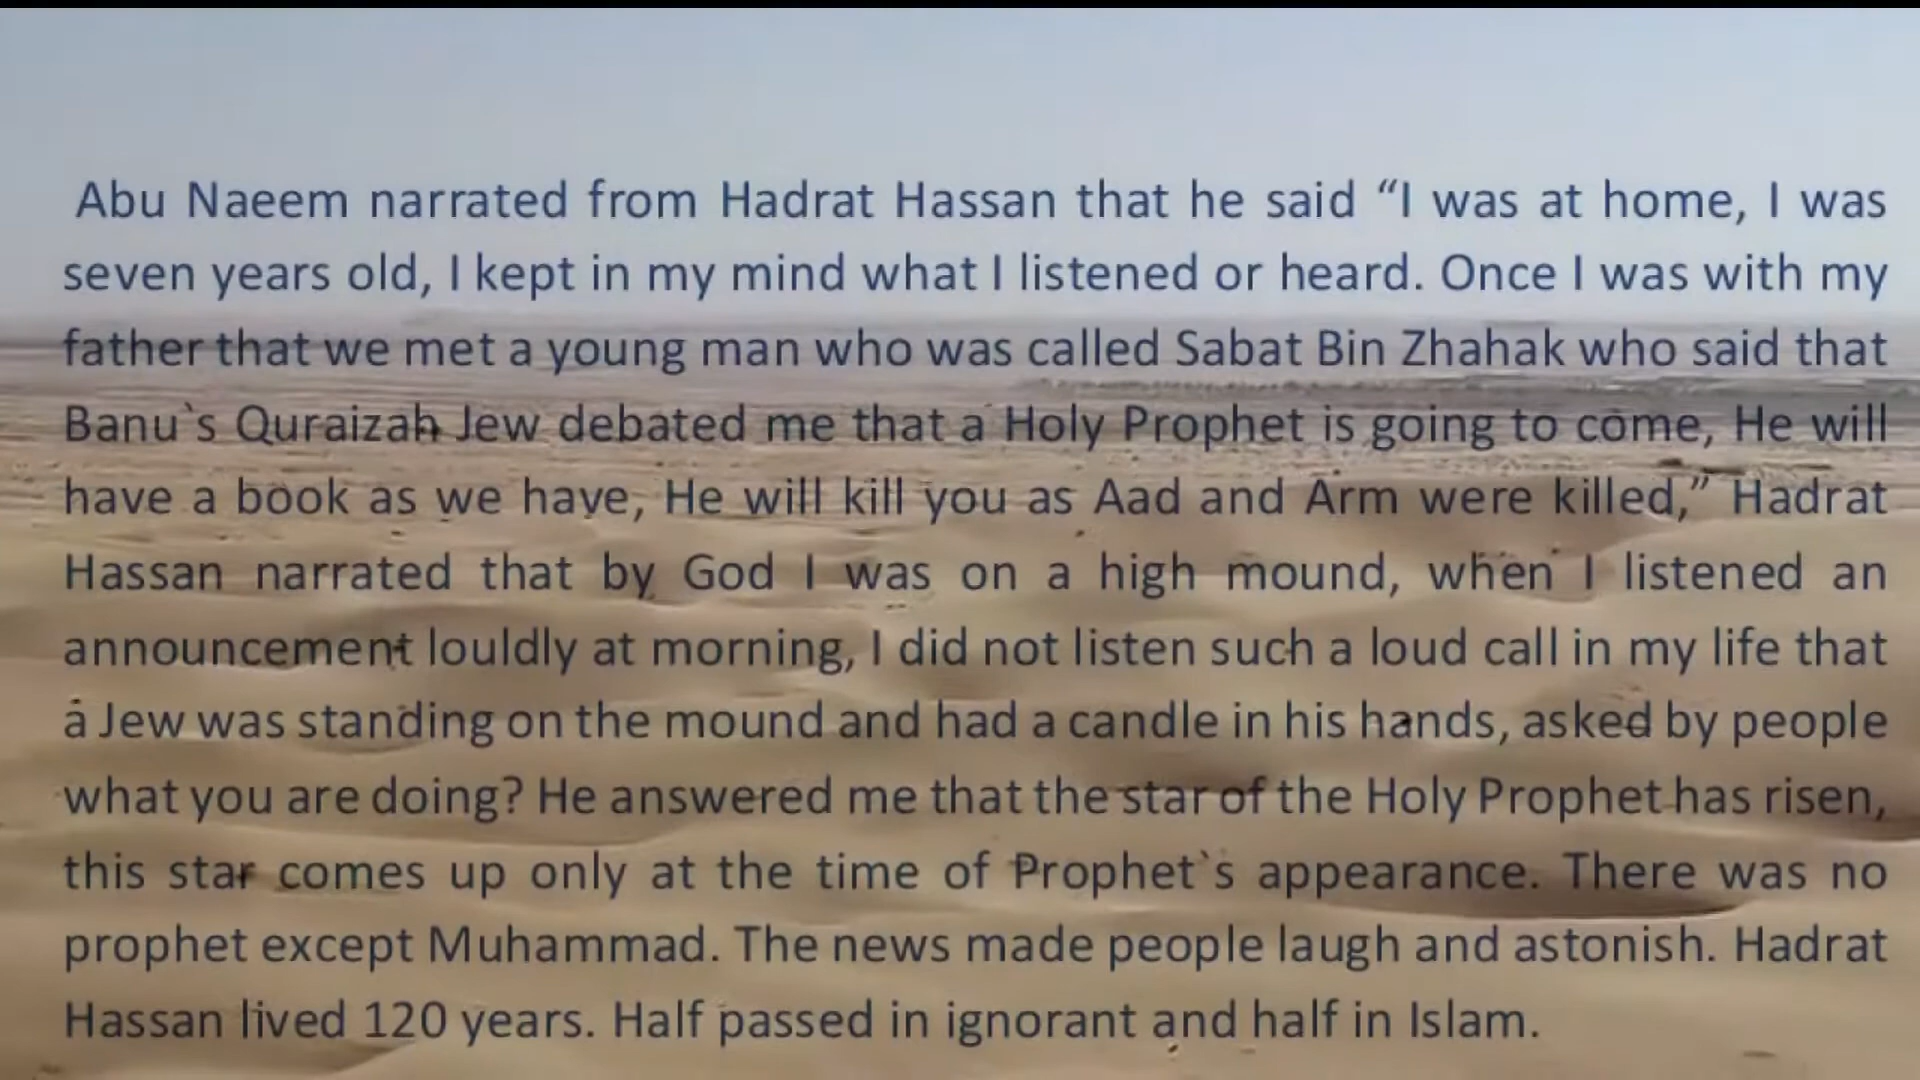 Abu Naeem narrated from Hadrat Hassan that he said “I was at home, I was
seven years old, I kept in my mind what I listened or heard. Once I was with my
father that we met a young man who was called Sabat Bin Zhahak who said that
Banu`s Quraizah Jew debated me that a Holy Prophet is going to come, He will
have a book as we have, He will kill you as Aad and Arm were killed,” Hadrat
Hassan narrated that by God I was on a high mound, when I listened an
announcement louldly at morning, I did not listen such a loud call in my life that
a Jew was standing on the mound and had a candle in his hands, asked by people
what you are doing? He answered me that the star of the Holy Prophet has risen,
this star comes up only at the time of Prophet`s appearance. There was no
prophet except Muhammad. The news made people laugh and astonish. Hadrat
Hassan lived 120 years. Half passed in ignorant and half in Islam.